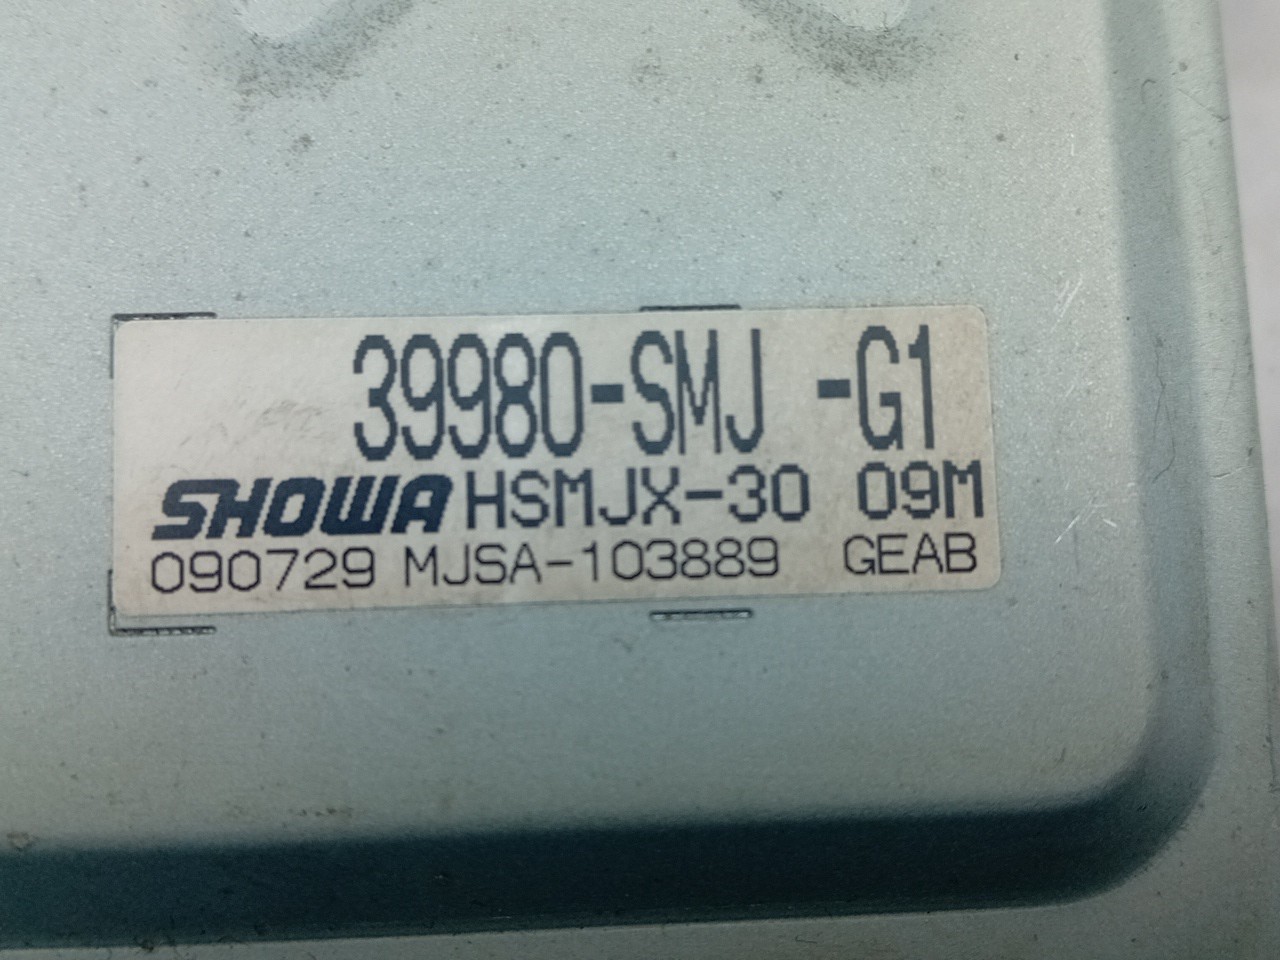 39980-SMJ -G1
SHOWA HSMJX-30 09M
090729 MJSA-103889 GEAB